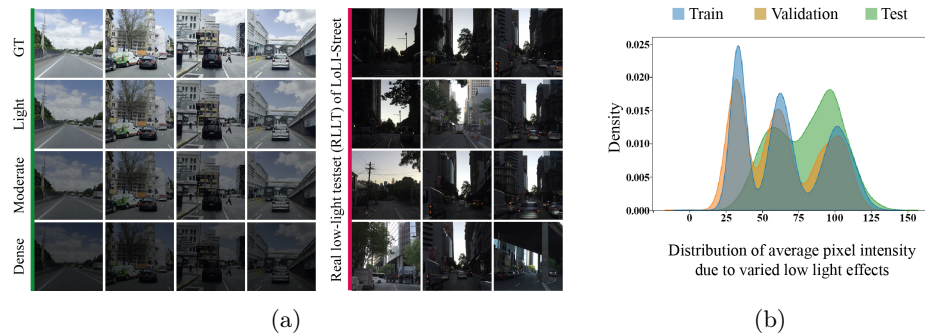 GT
Light
Moderate
Dense
Real low-light testset (RLLT) of LoLI-Street
(a)
Train Validation Test
Density
0.025
0.020
0.015
0.010
0.005
0.000
0 25 50 75 100 125 150
Distribution of average pixel intensity
due to varied low light effects
(b)